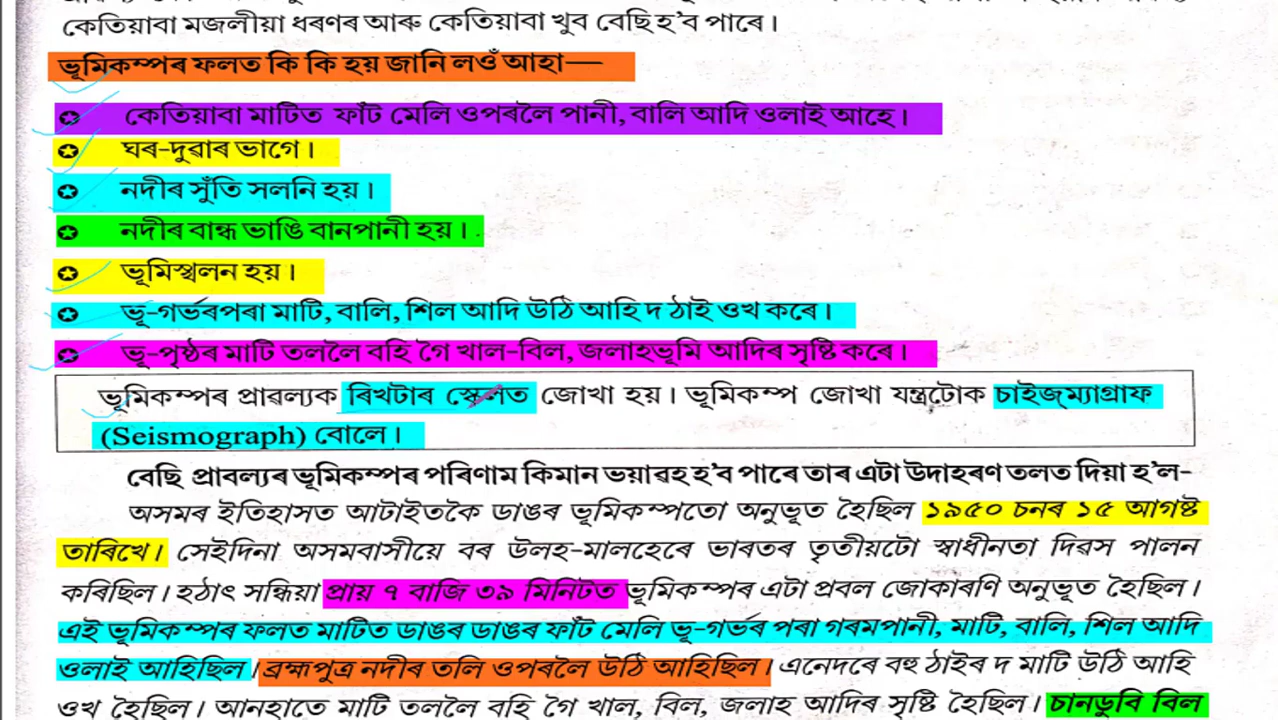 কেতিয়াবা মজলীয়া ধৰণৰ আৰু কেতিয়াবা খুব বেছি হ'ব পাৰে।
ভূমিকম্পৰ ফলত কি কি হয় জানি লওঁ আহা—
✪ কেতিয়াবা মাটিত ফাঁট মেলি ওপৰলৈ পানী, বালি আদি ওলাই আহে।
✪ ঘৰ-দুৱাৰ ভাগে।
✪ নদীৰ সুঁতি সলনি হয়।
✪ নদীৰ বান্ধ ভাঙি বানপানী হয়।
✪ ভূমিস্খলন হয়।
✪ ভূ-গৰ্ভৰপৰা মাটি, বালি, শিল আদি উঠি আহি দ ঠাই ওখ কৰে।
✪ ভূ-পৃষ্ঠৰ মাটি তললৈ বহি গৈ খাল-বিল, জলাহভূমি আদিৰ সৃষ্টি কৰে।
ভূমিকম্পৰ প্ৰাৱল্যক ৰিখটাৰ স্কেলত জোখা হয়। ভূমিকম্প জোখা যন্ত্ৰটোক চাইজ্‌ম্যাগ্ৰাফ
(Seismograph) বোলে।
বেছি প্ৰাবল্যৰ ভূমিকম্পৰ পৰিণাম কিমান ভয়াৱহ হ'ব পাৰে তাৰ এটা উদাহৰণ তলত দিয়া হ'ল-
অসমৰ ইতিহাসত আটাইতকৈ ডাঙৰ ভূমিকম্পতো অনুভূত হৈছিল ১৯৫০ চনৰ ১৫ আগষ্ট
তাৰিখে। সেইদিনা অসমবাসীয়ে বৰ উলহ-মালহেৰে ভাৰতৰ তৃতীয়টো স্বাধীনতা দিৱস পালন
কৰিছিল। হঠাৎ সন্ধিয়া প্ৰায় ৭ বাজি ৩৯ মিনিটত ভূমিকম্পৰ এটা প্ৰবল জোকাৰণি অনুভূত হৈছিল।
এই ভূমিকম্পৰ ফলত মাটিত ডাঙৰ ডাঙৰ ফাঁট মেলি ভূ-গৰ্ভৰ পৰা গৰমপানী, মাটি, বালি, শিল আদি
ওলাই আহিছিল। ব্ৰহ্মপুত্ৰ নদীৰ তলি ওপৰলৈ উঠি আহিছিল। এনেদৰে বহু ঠাইৰ দ মাটি উঠি আহি
ওখ হৈছিল। আনহাতে মাটি তললৈ বহি গৈ খাল, বিল, জলাহ আদিৰ সৃষ্টি হৈছিল। চানডুবি বিল